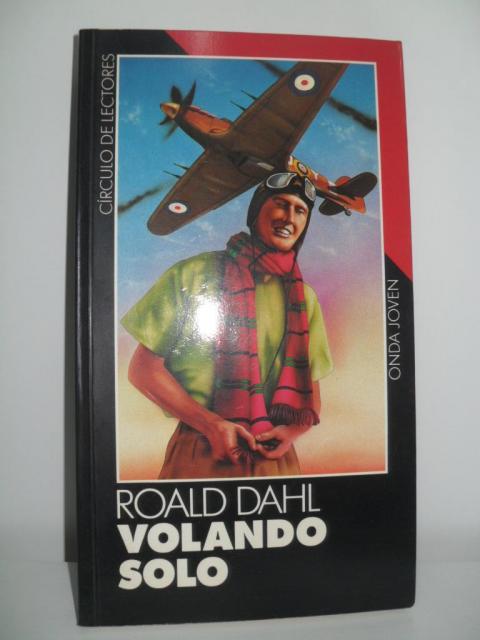 CÍRCULO DE LECTORES
ONDA JOVEN
ROALD DAHL
VOLANDO
SOLO